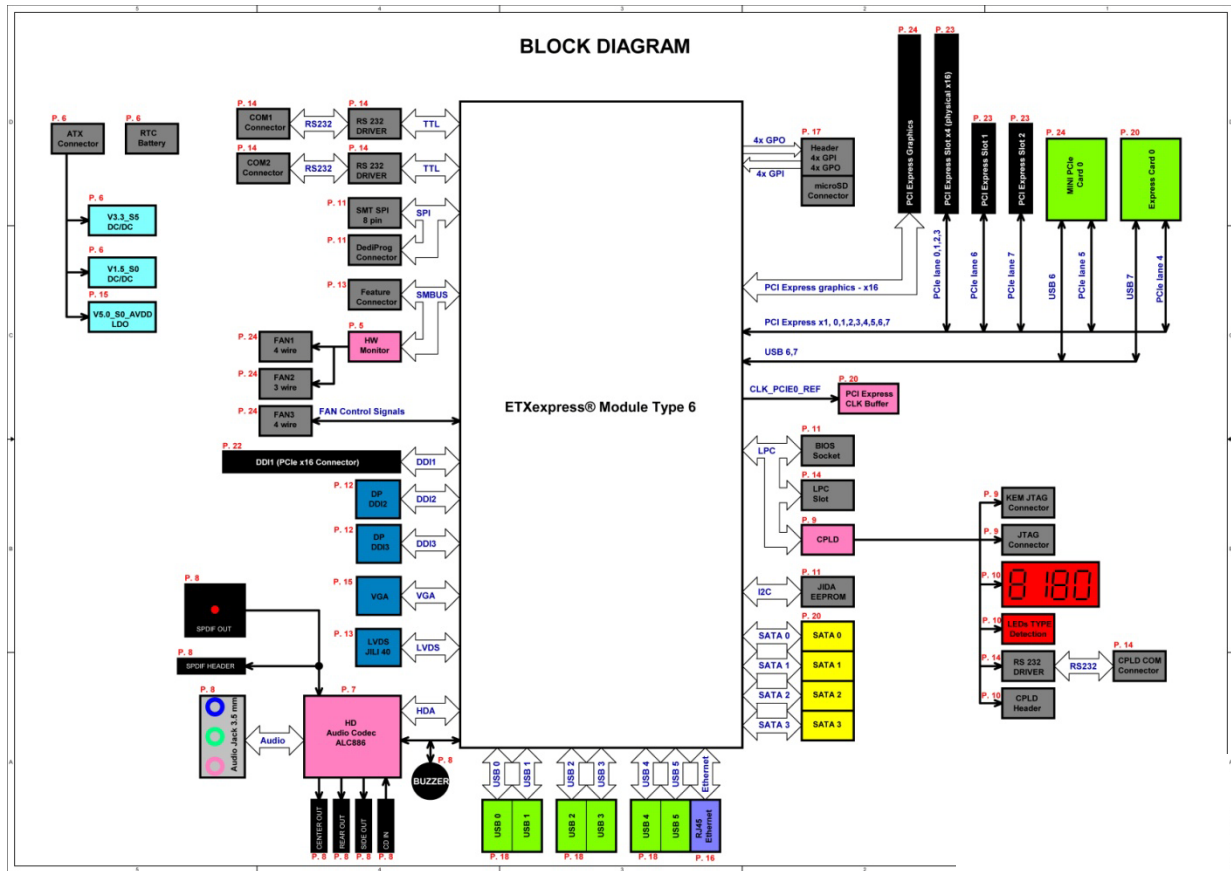 5
4
3
2
1
BLOCK DIAGRAM
D
C
B
A
P. 6
ATX
Connector
P. 6
RTC
Battery
P. 6
V3.3_S5
DC/DC
P. 6
V1.5_S0
DC/DC
P. 15
V5.0_S0_AVDD
LDO
P. 14
COM1
Connector
RS232
P. 14
RS 232
DRIVER
TTL
P. 14
COM2
Connector
RS232
P. 14
RS 232
DRIVER
TTL
P. 11
SMT SPI
8 pin
SPI
P. 11
DediProg
Connector
P. 13
Feature
Connector
SMBUS
P. 5
HW
Monitor
P. 24
FAN1
4 wire
P. 24
FAN2
3 wire
P. 24
FAN3
4 wire
FAN Control Signals
P. 22
DDI1 (PCIe x16 Connector)
DDI1
P. 12
DP
DDI2
DDI2
P. 12
DP
DDI3
DDI3
P. 15
VGA
VGA
P. 13
LVDS
JILI 40
LVDS
P. 8
SPDIF OUT
P. 8
SPDIF HEADER
P. 8
Audio Jack 3.5 mm
Audio
P. 7
HD
Audio Codec
ALC886
HDA
P. 8
BUZZER
CENTER OUT
REAR OUT
SIDE OUT
CD IN
P. 8
P. 8
P. 8
P. 8
ETXexpress® Module Type 6
USB 0
USB 1
USB 2
USB 3
USB 4
USB 5
Ethernet
USB 0
USB 1
USB 2
USB 3
USB 4
USB 5
RJ45
Ethernet
P. 18
P. 18
P. 18
P. 16
4x GPO
4x GPI
P. 17
Header
4x GPI
4x GPO
microSD
Connector
P. 24
PCI Express Graphics
P. 23
PCI Express Slot x4 (physical x16)
P. 23
PCI Express Slot 1
P. 23
PCI Express Slot 2
P. 24
MINI PCIe
Card 0
P. 20
Express Card 0
PCIe lane 0,1,2,3
PCIe lane 6
PCIe lane 7
USB 6
PCIe lane 5
USB 7
PCIe lane 4
PCI Express graphics - x16
PCI Express x1, 0,1,2,3,4,5,6,7
USB 6,7
CLK_PCIE0_REF
P. 20
PCI Express
CLK Buffer
LPC
P. 11
BIOS
Socket
P. 14
LPC
Slot
P. 9
CPLD
I2C
P. 11
JIDA
EEPROM
P. 20
SATA 0
SATA 0
SATA 1
SATA 1
SATA 2
SATA 2
SATA 3
SATA 3
P. 9
KEM JTAG
Connector
P. 9
JTAG
Connector
P. 10
8180
P. 10
LEDs TYPE
Detection
P. 14
RS 232
DRIVER
RS232
P. 14
CPLD COM
Connector
P. 10
CPLD
Header
D
C
B
A
5
4
3